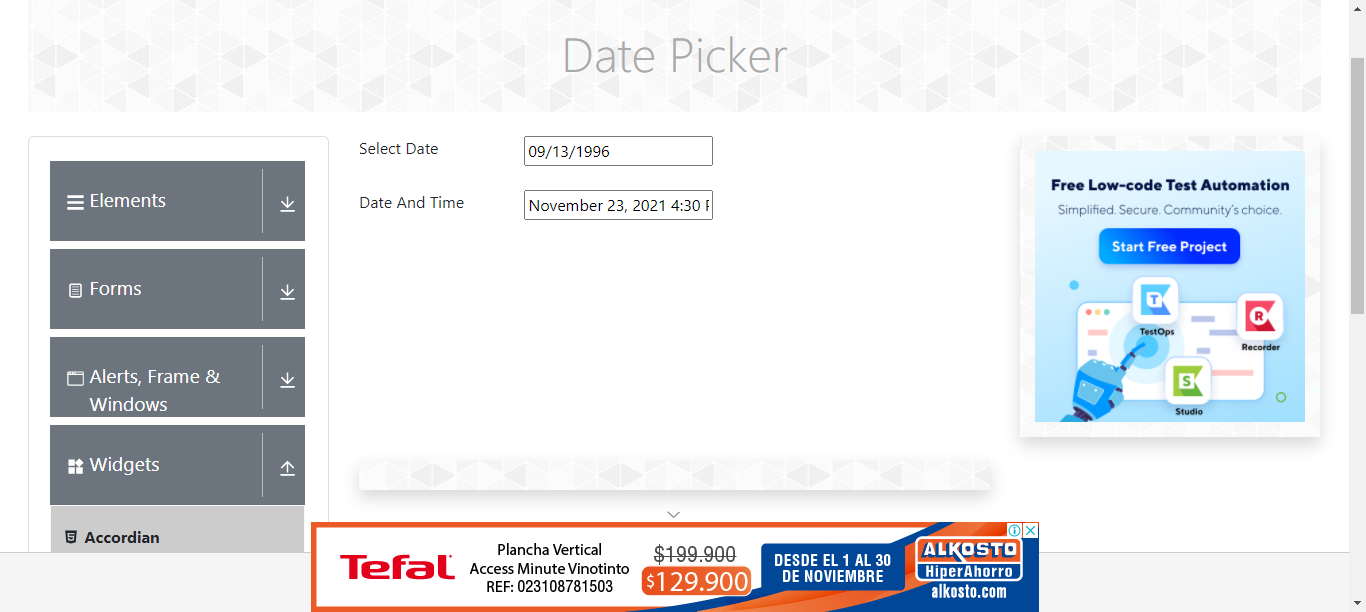 Date Picker
Select Date
09/13/1996
Date And Time
November 23, 2021 4:30
Elements
Forms
Alerts, Frame &
Windows
Widgets
Accordian
Free Low-code Test Automation
Simplified. Secure. Community's choice.
Start Free Project
T
TestOps
R
Recorder
S
Studio
Tefal
Plancha Vertical
Access Minute Vinotinto
REF: 023108781503
$199.900
$129.900
DESDE EL 1 AL 30
DE NOVIEMBRE
ALKOSTO
HiperAhorro
alkosto.com